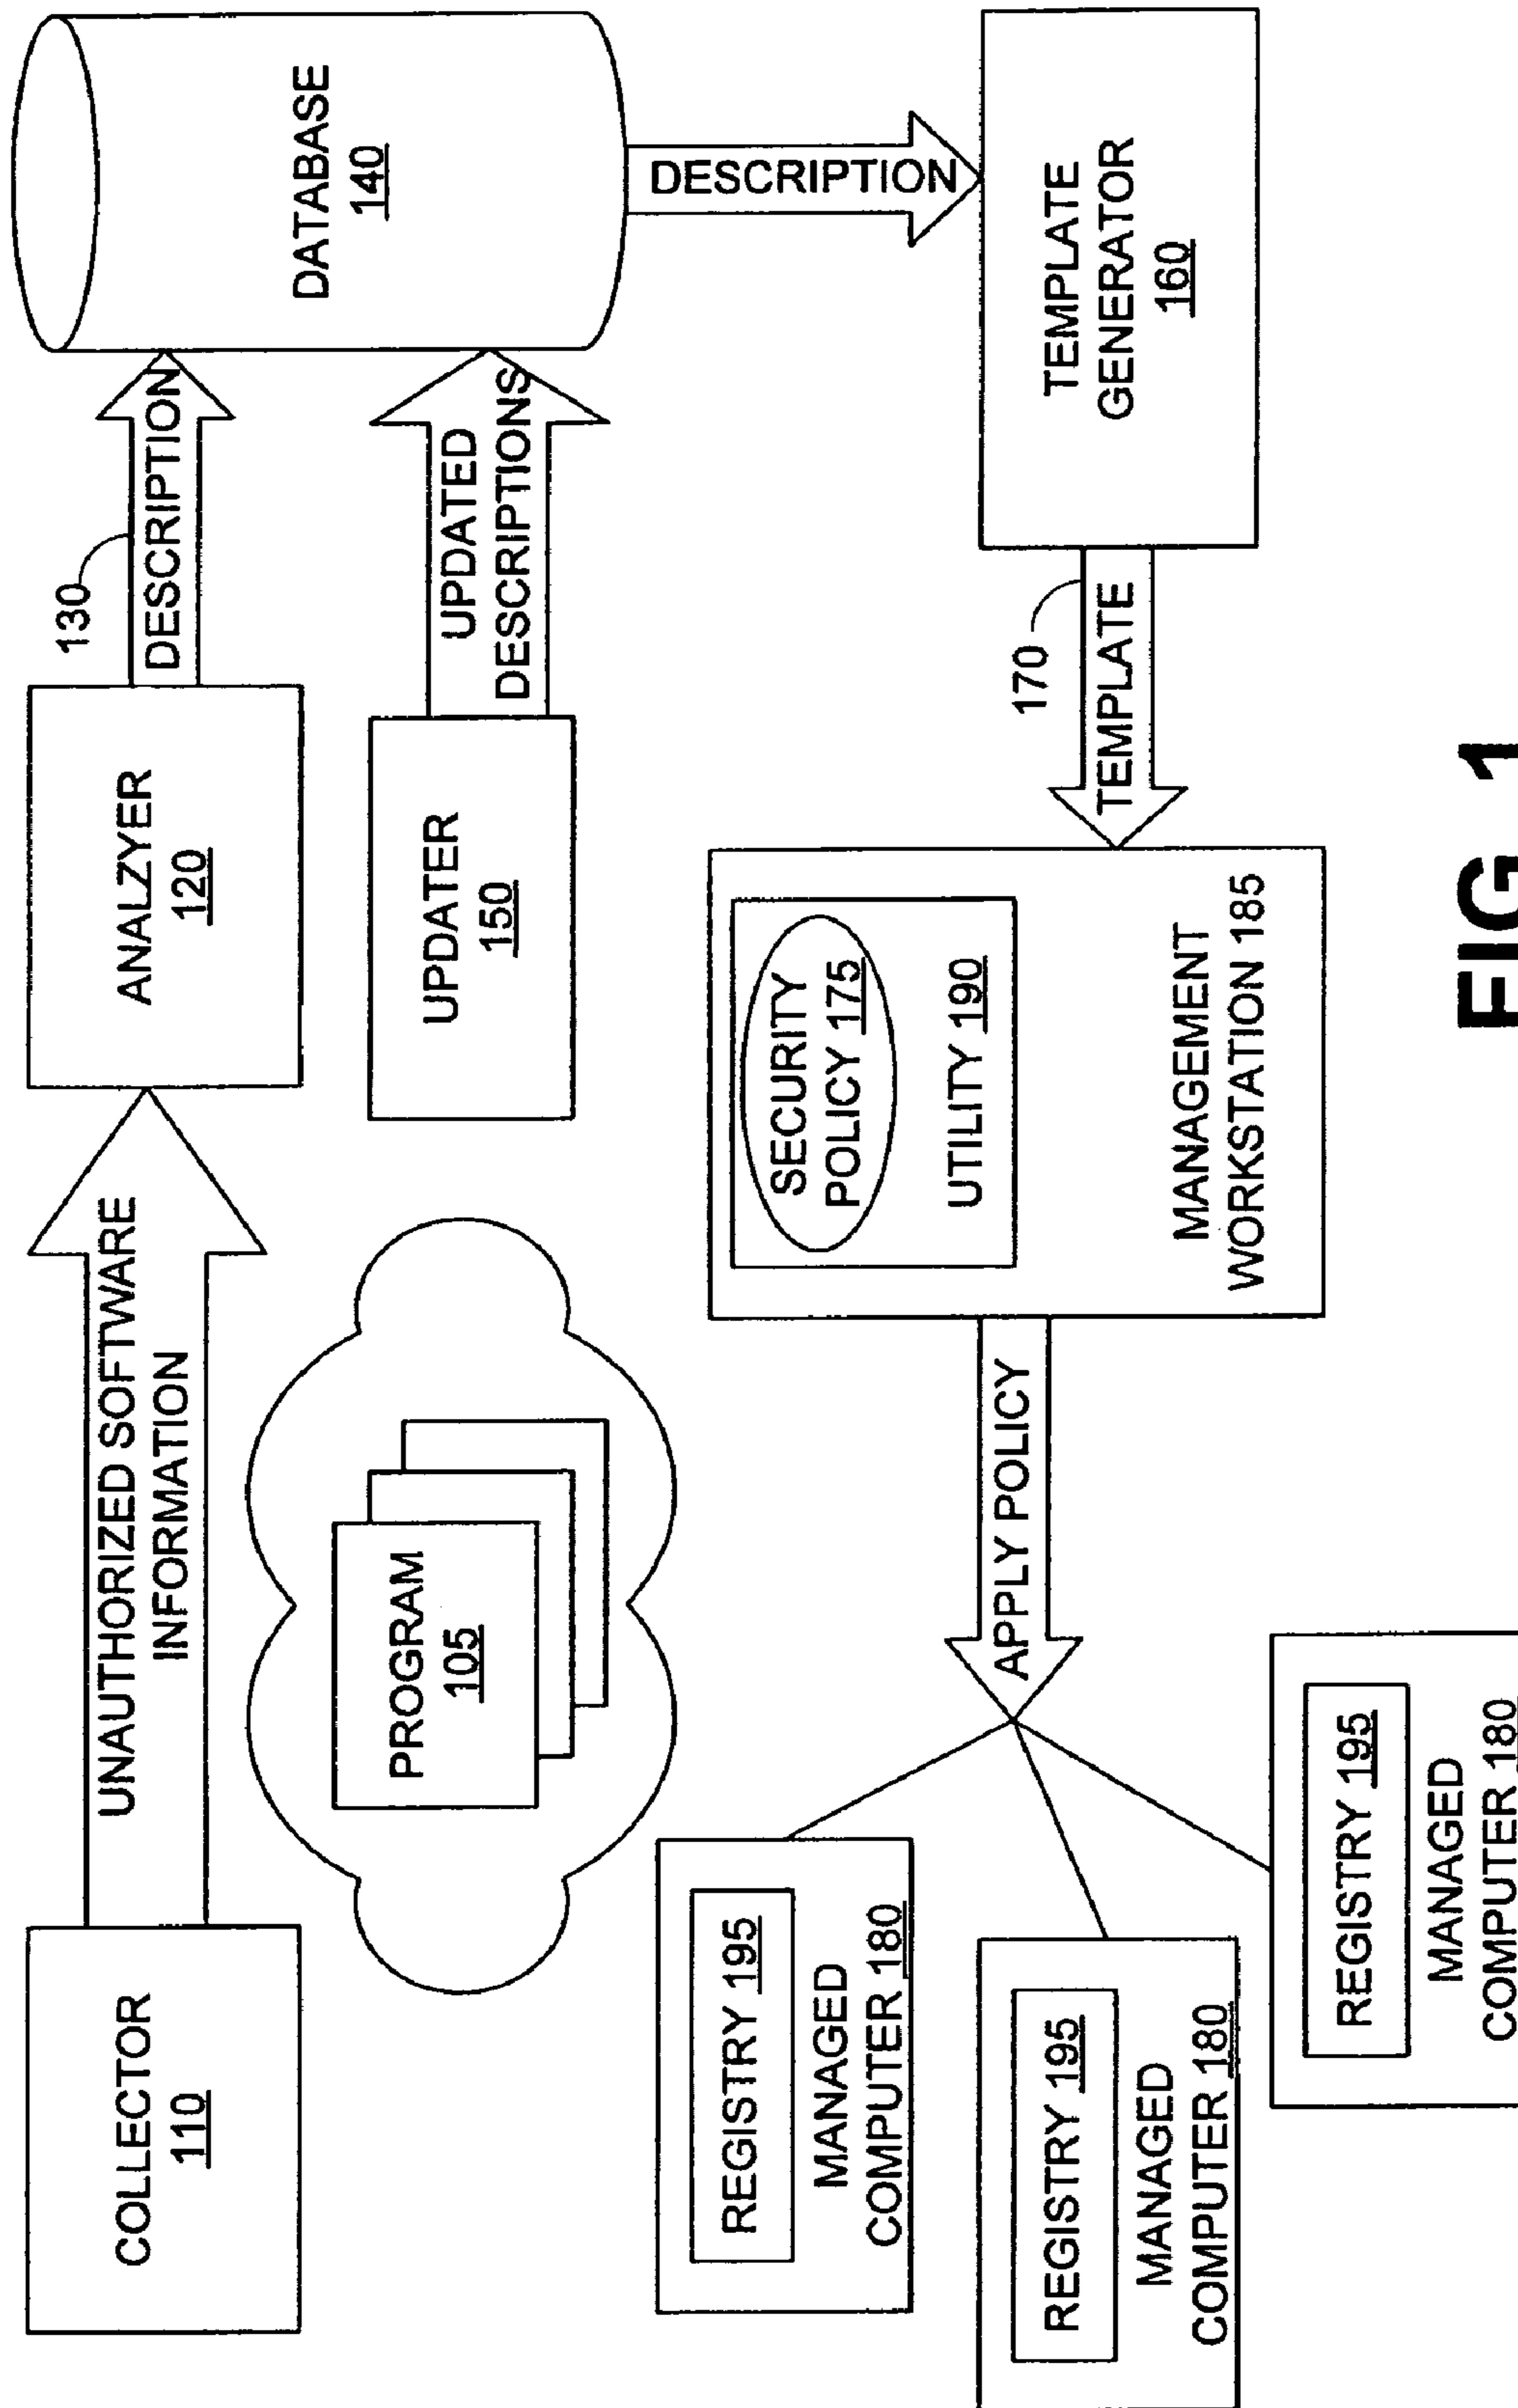 COLLECTOR
110
UNAUTHORIZED SOFTWARE
INFORMATION
ANALZYER
120
130
DESCRIPTION
DATABASE
140
PROGRAM
105
UPDATER
150
UPDATED
DESCRIPTIONS
DESCRIPTION
REGISTRY 195
MANAGED
COMPUTER 180
REGISTRY 195
MANAGED
COMPUTER 180
REGISTRY 195
MANAGED
COMPUTER 180
APPLY POLICY
SECURITY
POLICY 175
UTILITY 190
MANAGEMENT
WORKSTATION 185
170
TEMPLATE
TEMPLATE
GENERATOR
160
FIG. 1